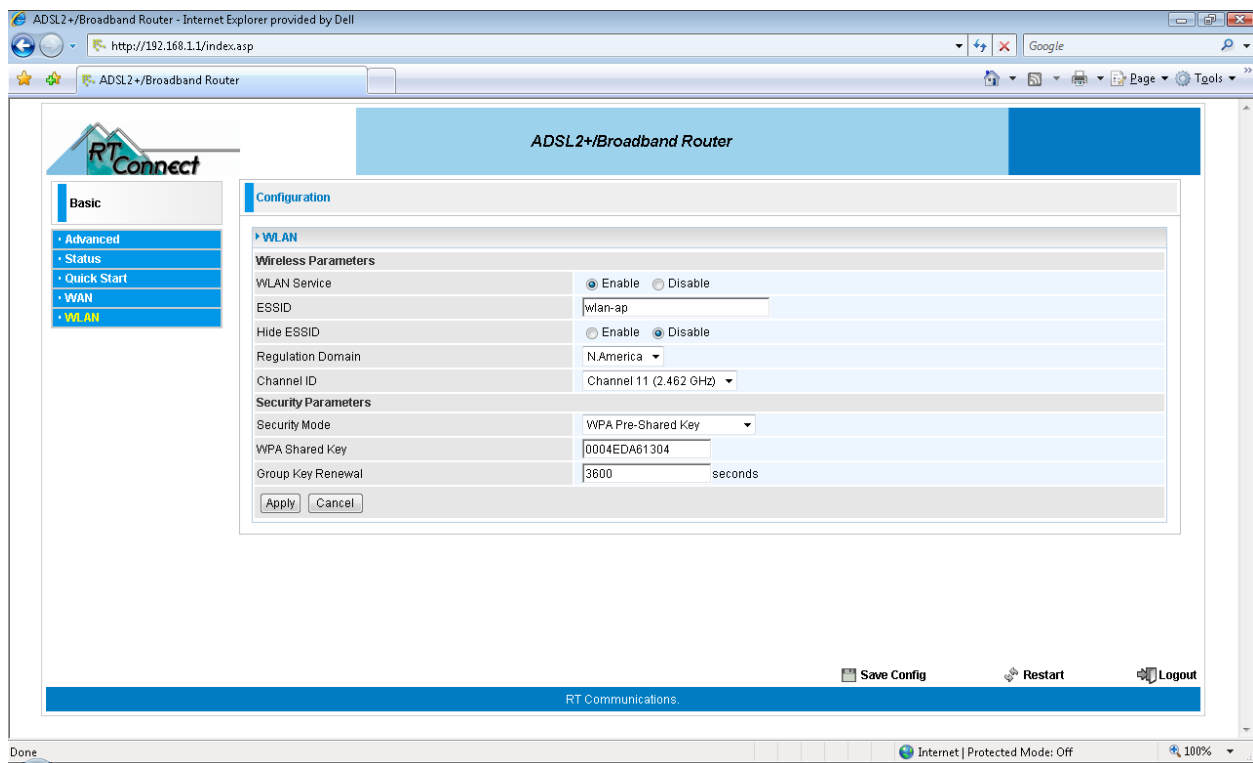 ADSL2+/Broadband Router - Internet Explorer provided by Dell
http://192.168.1.1/index.asp
Google
ADSL2+/Broadband Router
Page Tools
RT Connect
ADSL2+/Broadband Router
Basic
Advanced
Status
Quick Start
WAN
WLAN
Configuration
WLAN
Wireless Parameters
WLAN Service Enable Disable
ESSID wlan-ap
Hide ESSID Enable Disable
Regulation Domain N.America
Channel ID Channel 11 (2.462 GHz)
Security Parameters
Security Mode WPA Pre-Shared Key
WPA Shared Key 0004EDA61304
Group Key Renewal 3600 seconds
Apply Cancel
Save Config Restart Logout
RT Communications.
Done Internet | Protected Mode: Off 100%